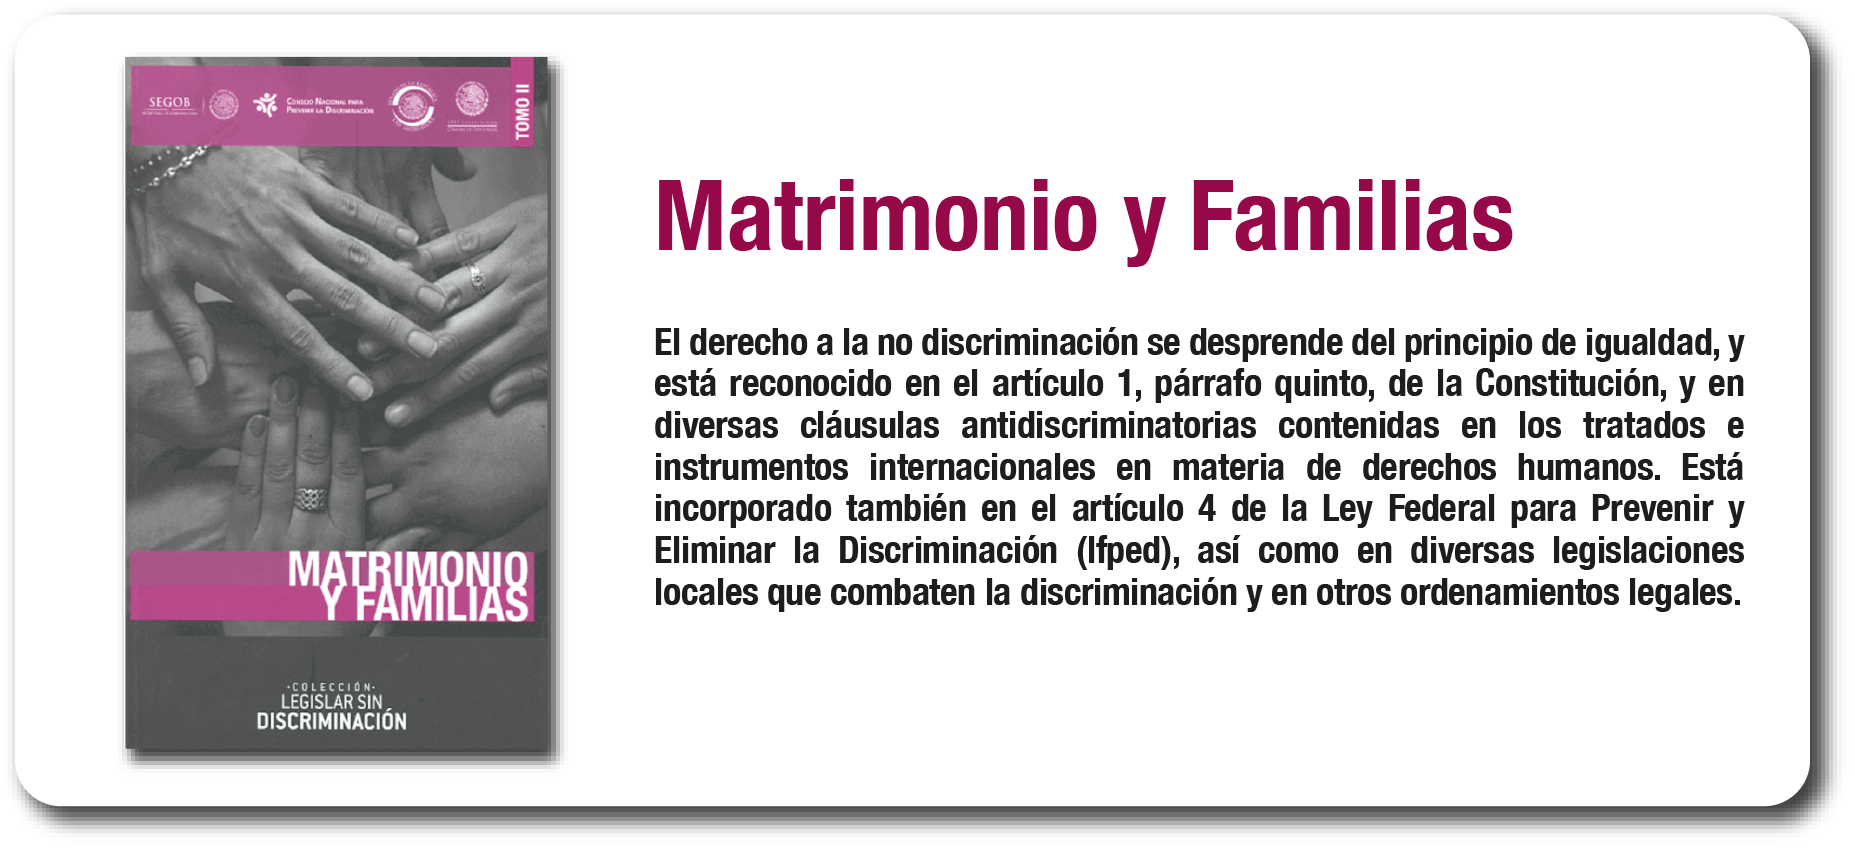 SEGOB
CONSEJO NACIONAL PARA
PREVENIR LA DISCRIMINACIÓN
TOMO II
MATRIMONIO
Y FAMILIAS
·COLECCIÓN·
LEGISLAR SIN
DISCRIMINACIÓN
Matrimonio y Familias
El derecho a la no discriminación se desprende del principio de igualdad, y
está reconocido en el artículo 1, párrafo quinto, de la Constitución, y en
diversas cláusulas antidiscriminatorias contenidas en los tratados e
instrumentos internacionales en materia de derechos humanos. Está
incorporado también en el artículo 4 de la Ley Federal para Prevenir y
Eliminar la Discriminación (lfped), así como en diversas legislaciones
locales que combaten la discriminación y en otros ordenamientos legales.